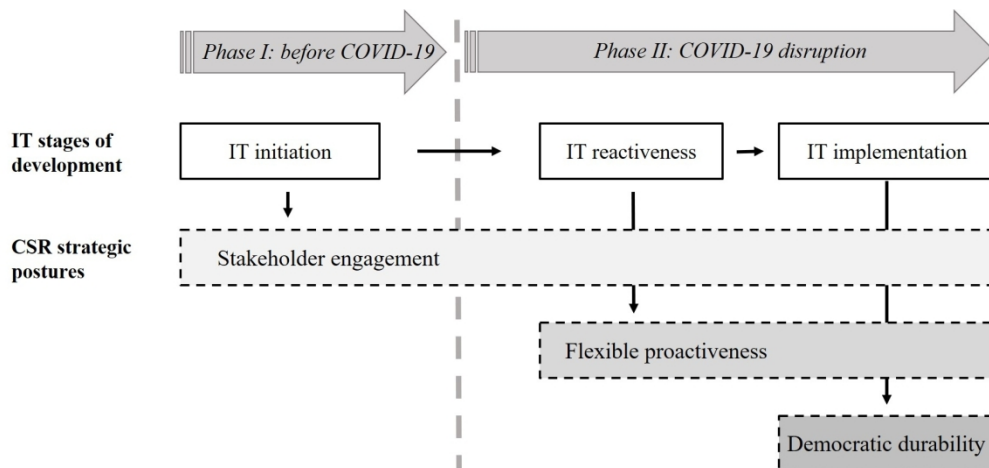 Phase I: before COVID-19
Phase II: COVID-19 disruption
IT stages of
development
IT initiation
IT reactiveness
IT implementation
CSR strategic
postures
Stakeholder engagement
Flexible proactiveness
Democratic durability